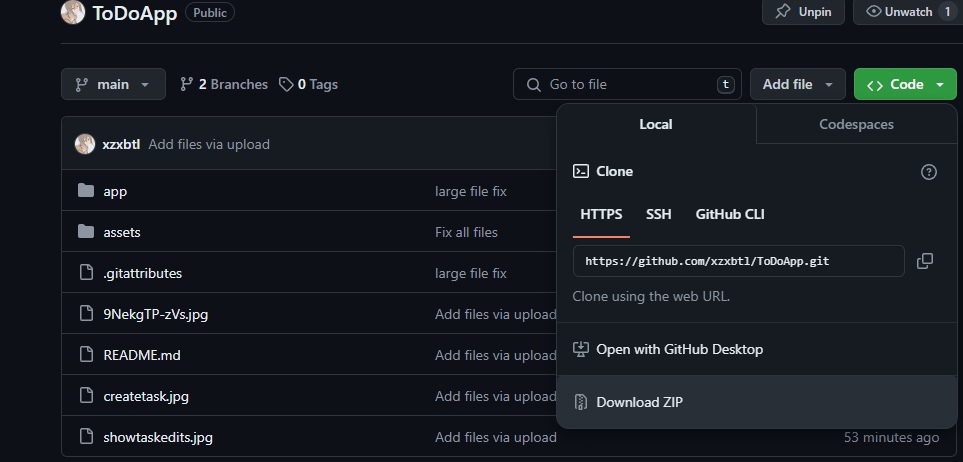 ToDoApp Public Unpin Unwatch 1
main 2 Branches 0 Tags Go to file t Add file Code
Local Codespaces
xzxbtl Add files via upload
Clone
app large file fix
HTTPS SSH GitHub CLI
assets Fix all files
https://github.com/xzxbtl/ToDoApp.git
.gitattributes large file fix
Clone using the web URL.
9NekgTP-zVs.jpg Add files via upload
README.md Add files via upload
Open with GitHub Desktop
createtask.jpg Add files via upload
Download ZIP
showtaskedits.jpg Add files via upload 53 minutes ago